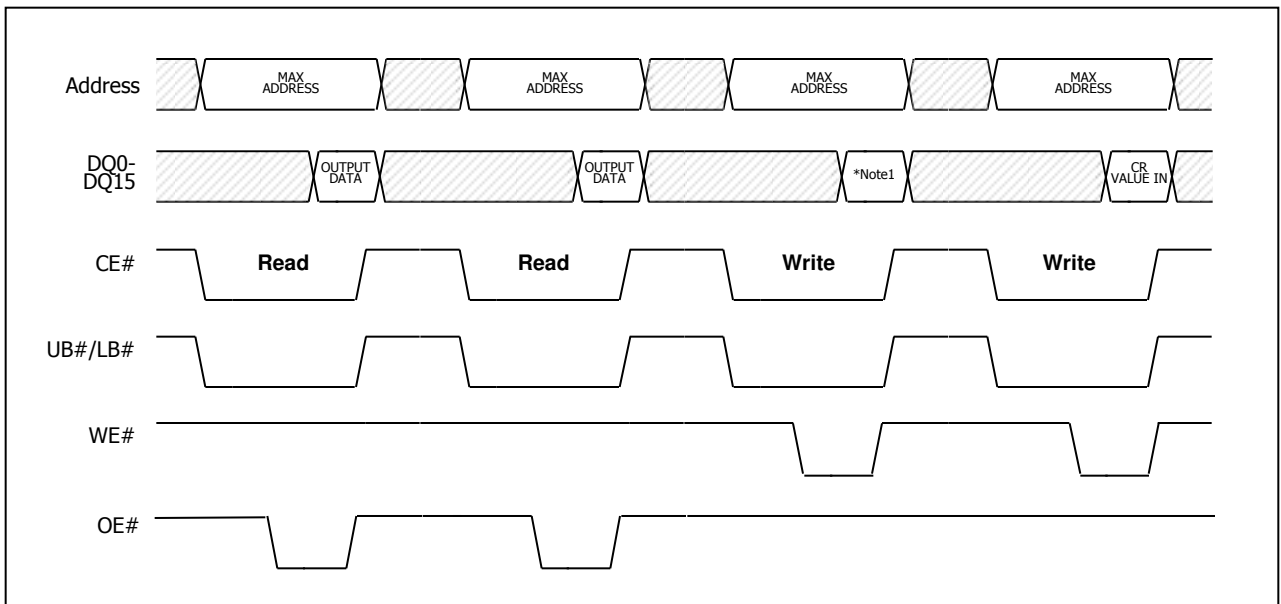 Address
MAX
ADDRESS
MAX
ADDRESS
MAX
ADDRESS
MAX
ADDRESS
DQ0-
DQ15
OUTPUT
DATA
OUTPUT
DATA
*Note1
CR
VALUE IN
CE#
Read
Read
Write
Write
UB#/LB#
WE#
OE#